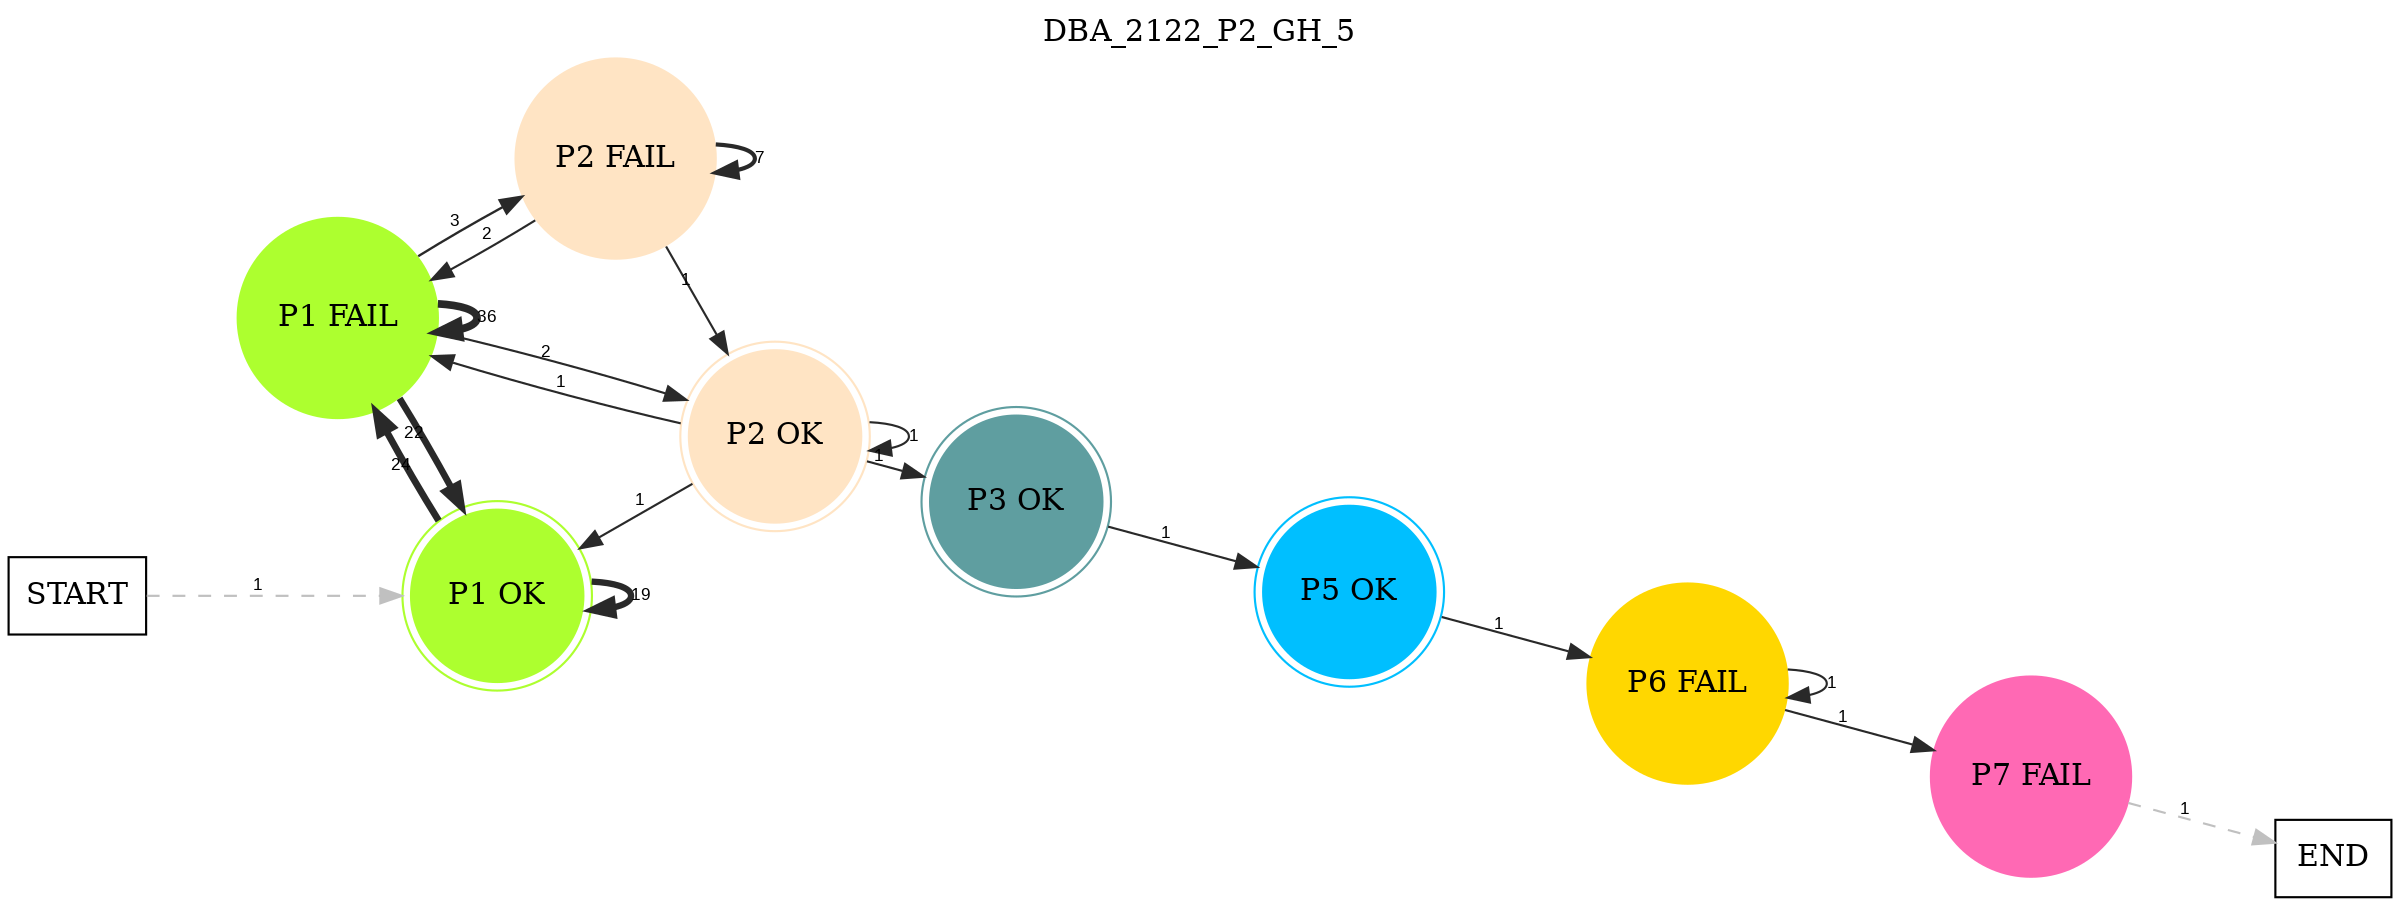 DBA_2122_P2_GH_5
P2 FAIL
7
3
2
P1 FAIL
36
1
2
1
P2 OK
1
1
22
24
P3 OK
1
1
START
1
P1 OK
19
P5 OK
1
P6 FAIL
1
1
P7 FAIL
1
END